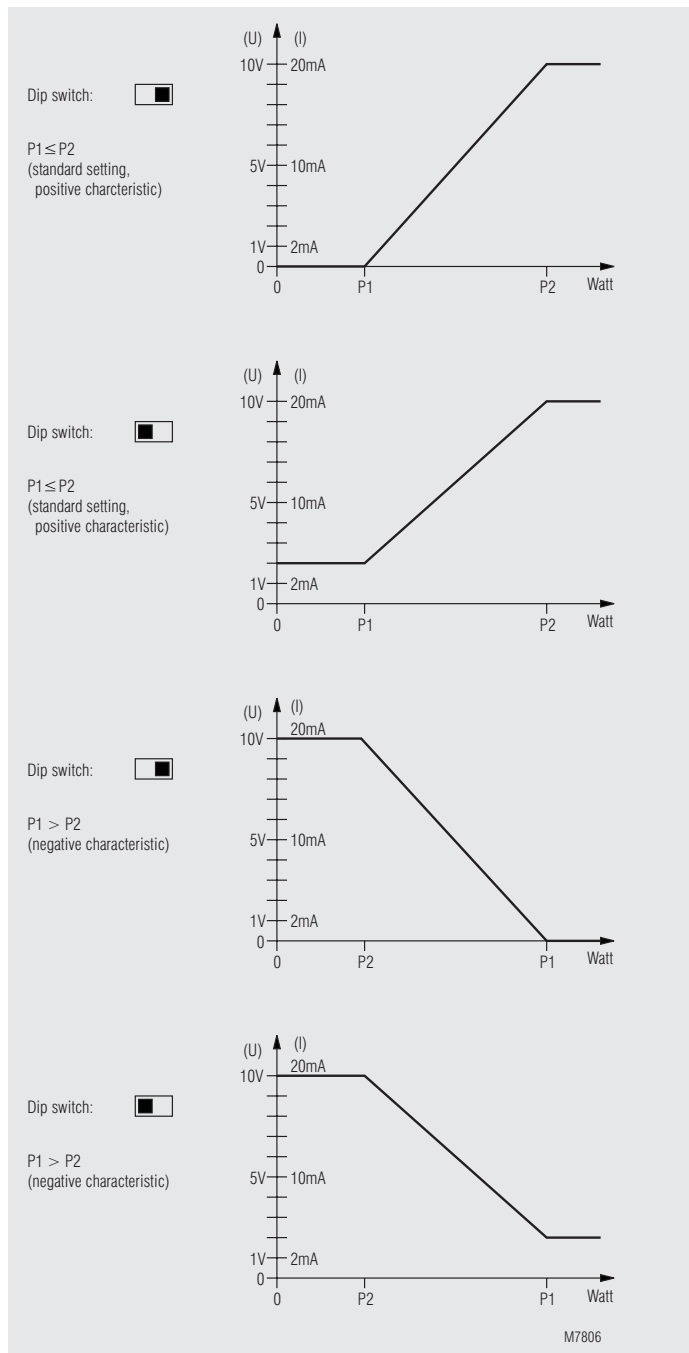 (U) (I)
10V 20mA
Dip switch:
P1≤P2
(standard setting,
positive charcteristic)
5V 10mA
1V 2mA
0
0 P1 P2 Watt
(U) (I)
10V 20mA
Dip switch:
P1≤P2
(standard setting,
positive characteristic)
5V 10mA
1V 2mA
0
0 P1 P2 Watt
(U) (I)
20mA
10V
Dip switch:
P1 > P2
(negative characteristic)
5V 10mA
1V 2mA
0
0 P2 P1 Watt
(U) (I)
20mA
10V
Dip switch:
P1 > P2
(negative characteristic)
5V 10mA
1V 2mA
0
0 P2 P1 Watt
M7806